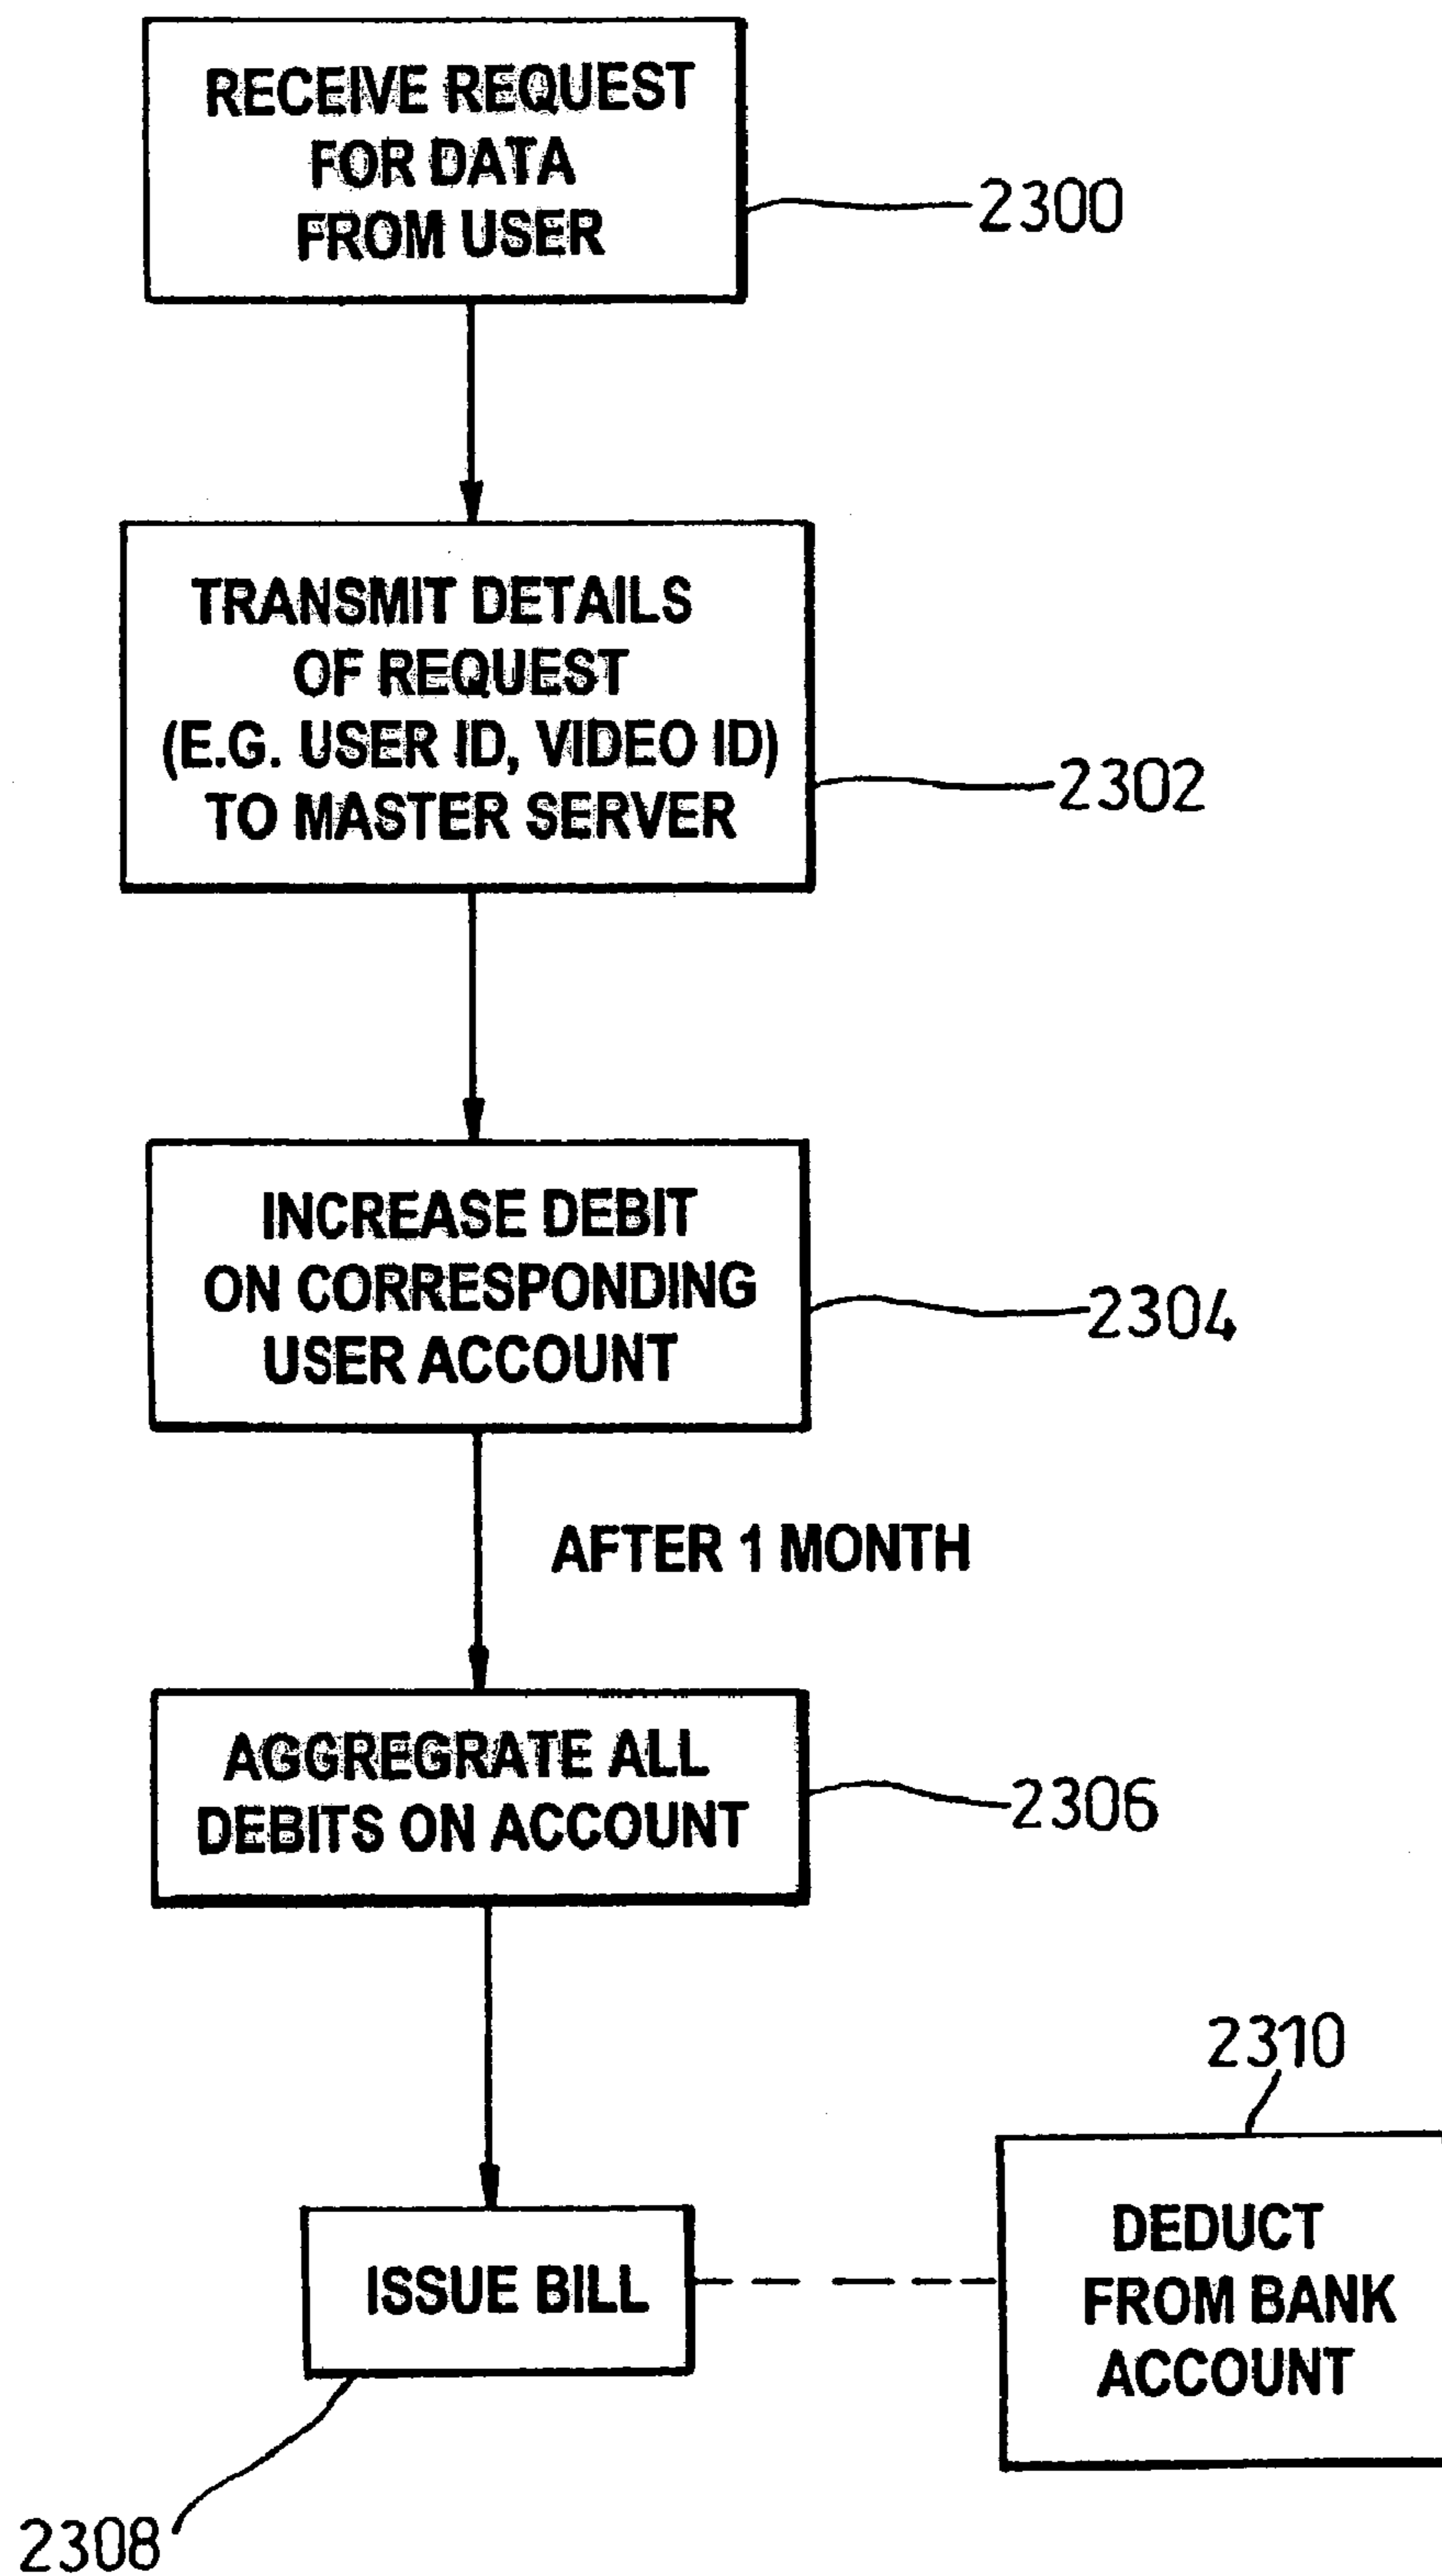 RECEIVE REQUEST
FOR DATA
FROM USER
2300
TRANSMIT DETAILS
OF REQUEST
(E.G. USER ID, VIDEO ID)
TO MASTER SERVER
2302
INCREASE DEBIT
ON CORRESPONDING
USER ACCOUNT
2304
AFTER 1 MONTH
AGGREGRATE ALL
DEBITS ON ACCOUNT
2306
2310
ISSUE BILL
DEDUCT
FROM BANK
ACCOUNT
2308